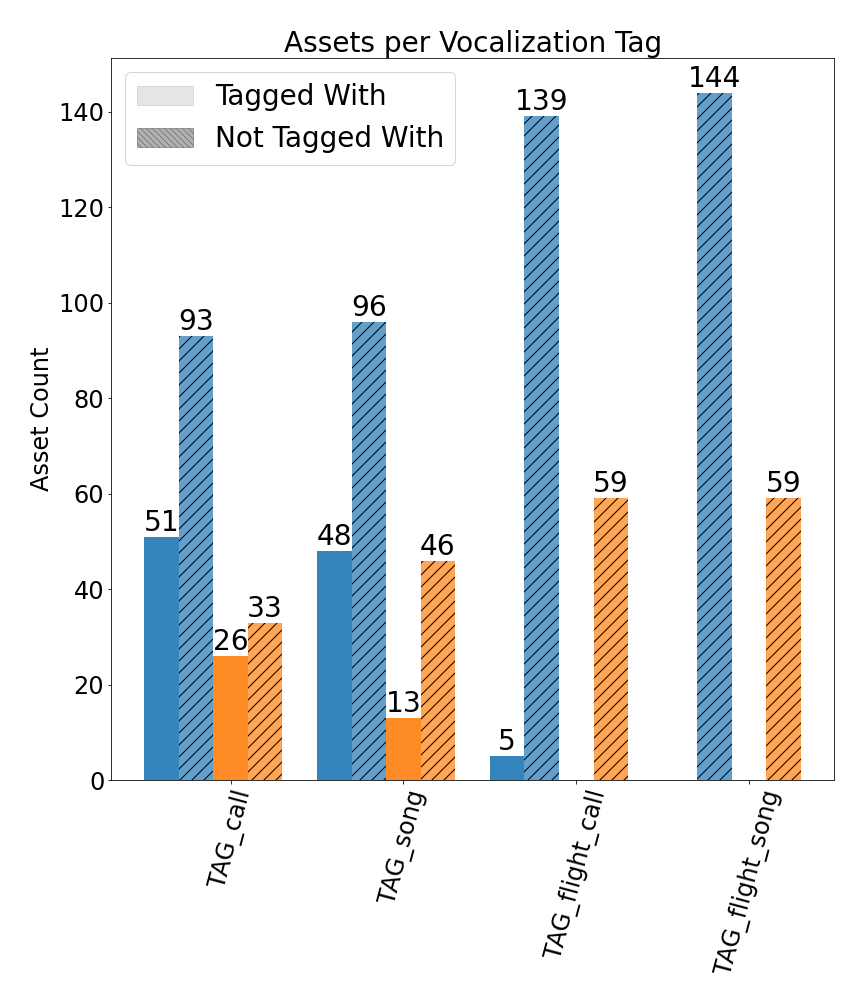 Assets per Vocalization Tag
Tagged With
Not Tagged With
Asset Count
140
120
100
80
60
40
20
0
51
93
26
33
48
96
13
46
5
139
59
144
59
TAG_call
TAG_song
TAG_flight_call
TAG_flight_song